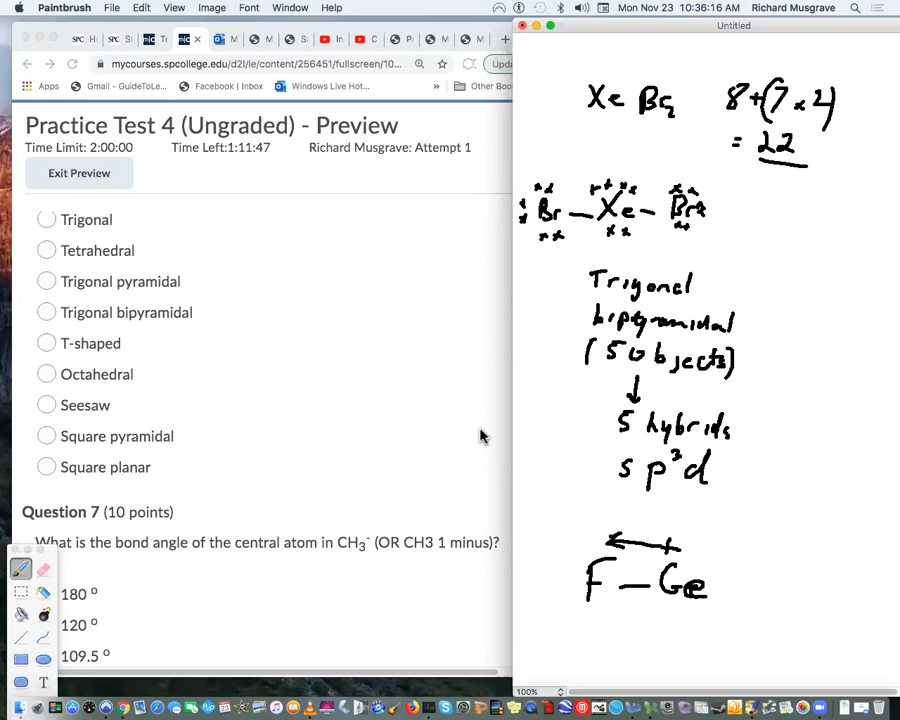 Paintbrush File Edit View Image Font Window Help Mon Nov 23 10:36:16 AM Richard Musgrave
Untitled
mycourses.spcollege.edu/d2l/le/content/256451/fullscreen/10... Upda
Apps Gmail - GuideToLe... Facebook | Inbox Windows Live Hot... » Other Boo
Practice Test 4 (Ungraded) - Preview
Time Limit: 2:00:00 Time Left:1:11:47 Richard Musgrave: Attempt 1
Exit Preview
Trigonal
Tetrahedral
Trigonal pyramidal
Trigonal bipyramidal
T-shaped
Octahedral
Seesaw
Square pyramidal
Square planar
Question 7 (10 points)
What is the bond angle of the central atom in CH3- (OR CH3 1 minus)?
180 º
120 º
109.5 º
Xe Br2 8+(7x2)
= 22
Br — Xe — Br
Trigonal
bipyramidal
(5 objects)
↓
5 hybrids
sp3d
F — Ge
100%